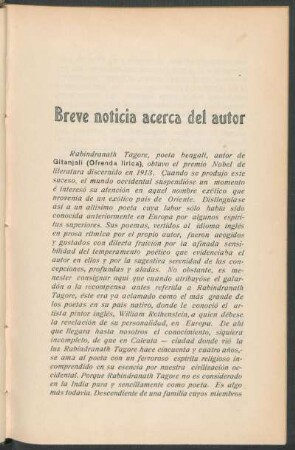 Breve noticia acerca del autor
Rabindranath Tagore, poeta bengalí, autor de
Gitanjali (Ofrenda lírica), obtuvo el premio Nobel de
literatura discernido en 1913. Cuando se produjo este
suceso, el mundo occidental suspendióse un momento
é interesó su atención en aquel nombre exótico que
provenía de un exótico país de Oriente. Distinguíase
así a un altísimo poeta cuya labor sólo había sido
conocida anteriormente en Europa por algunos espíri-
tus superiores. Sus poemas, vertidos al idioma inglés
en prosa rítmica por el propio autor, fueron acogidos
y gustados con dilecta fruición por la afinada sensi-
bilidad del temperamento poético que evidenciaba el
autor en ellos y por la sugestiva serenidad de las con-
cepciones, profundas y aladas. No obstante, es me-
nester consignar aquí que cuando atribuyóse el galar-
dón a la recompensa antes referida a Rabindranath
Tagore, éste era ya aclamado como el más grande de
los poetas en su país nativo, donde le conoció el ar-
tista pintor inglés, William Rothenstein, a quien débese
la revelación de su personalidad, en Europa. De ahí
que llegara hasta nosotros el conocimiento, siquiera
incompleto, de que en Calcuta — ciudad donde vió la
luz Rabindranath Tagore hace cincuenta y cuatro años,—
se ama al poeta con un fervoroso espíritu religioso in-
comprendido en su esencia por nuestra civilización oc-
cidental. Porque Rabindranath Tagore no es considerado
en la India pura y sencillamente como poeta. Es algo
más todavía. Descendiente de una familia cuyos miembros